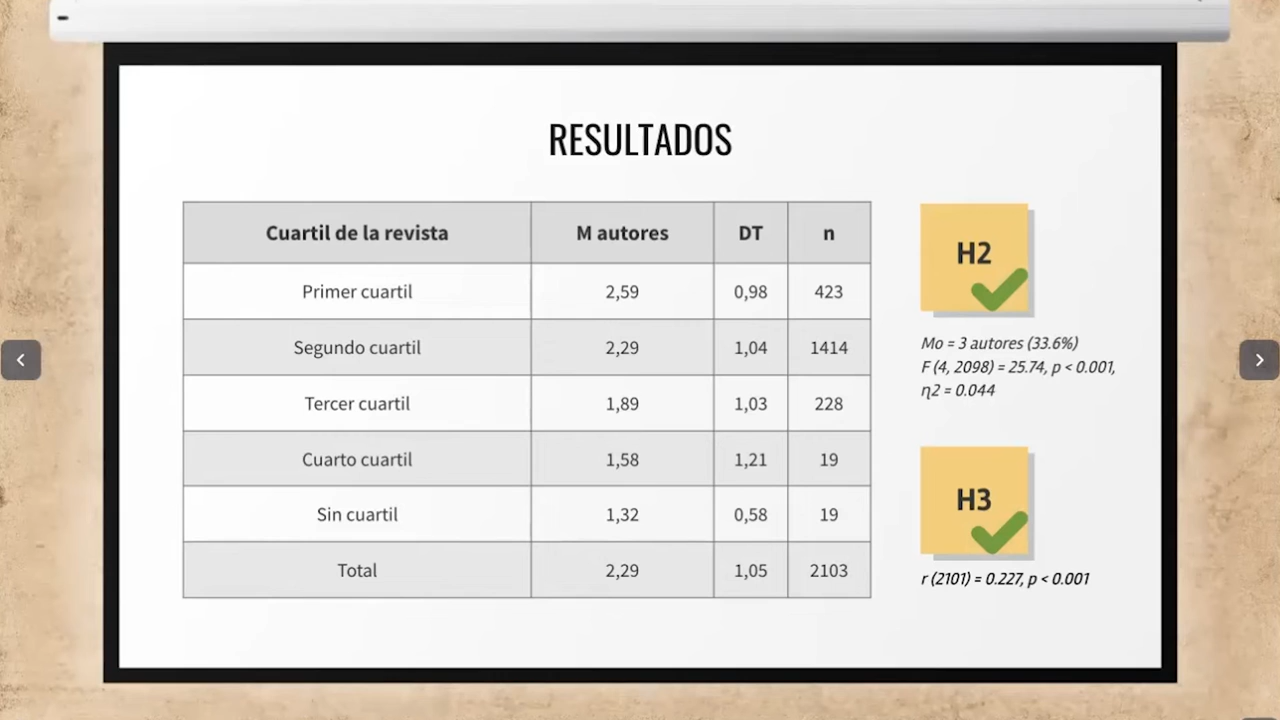 RESULTADOS
Cuartil de la revista M autores DT n
Primer cuartil 2,59 0,98 423
Segundo cuartil 2,29 1,04 1414
Tercer cuartil 1,89 1,03 228
Cuarto cuartil 1,58 1,21 19
Sin cuartil 1,32 0,58 19
Total 2,29 1,05 2103
H2
Mo = 3 autores (33.6%)
F (4, 2098) = 25.74, p < 0.001,
η2 = 0.044
H3
r (2101) = 0.227, p < 0.001